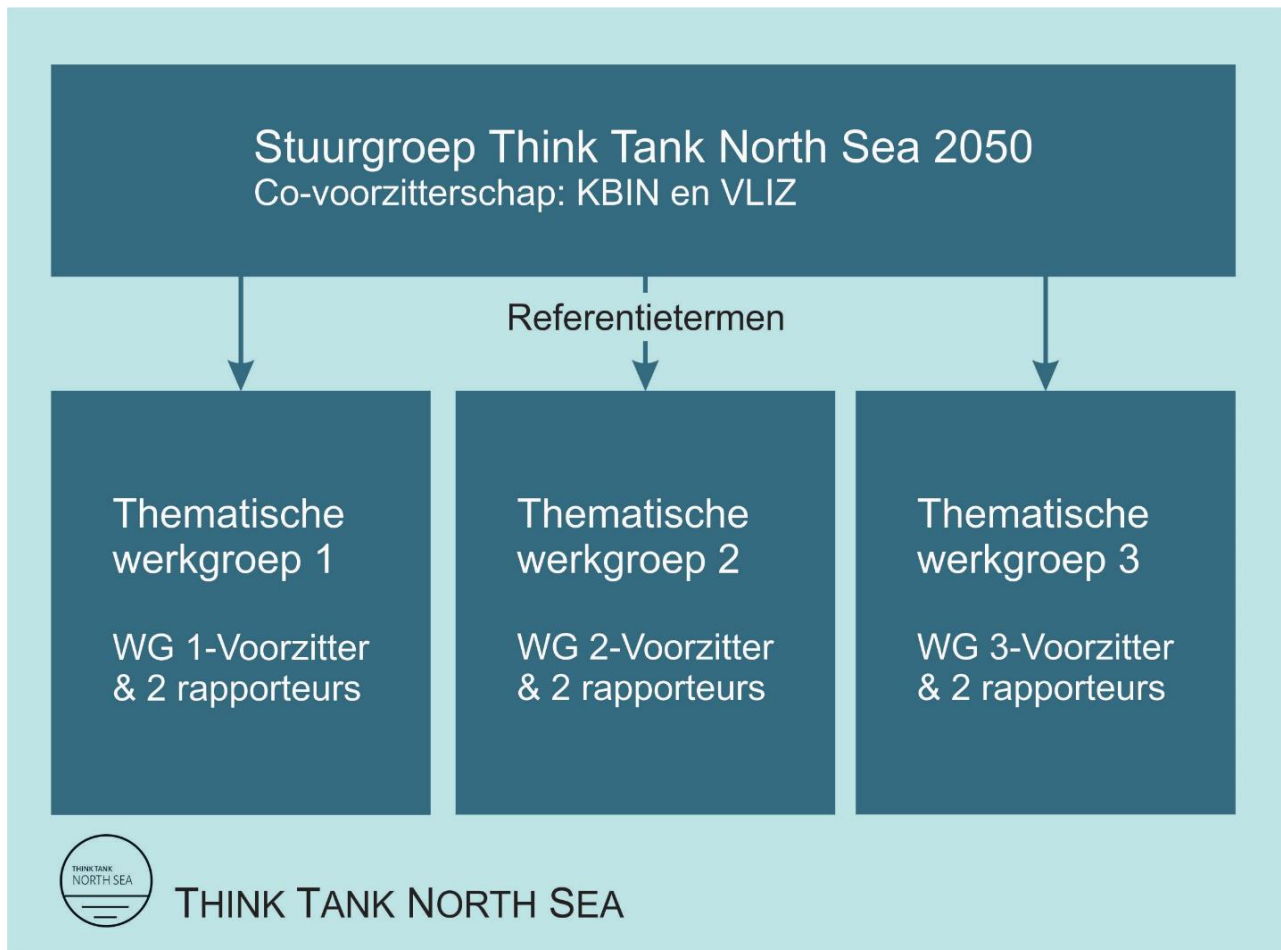 Stuurgroep Think Tank North Sea 2050
Co-voorzitterschap: KBIN en VLIZ
Referentietermen
Thematische
werkgroep 1
WG 1-Voorzitter
& 2 rapporteurs
Thematische
werkgroep 2
WG 2-Voorzitter
& 2 rapporteurs
Thematische
werkgroep 3
WG 3-Voorzitter
& 2 rapporteurs
THINK TANK
NORTH SEA
THINK TANK NORTH SEA